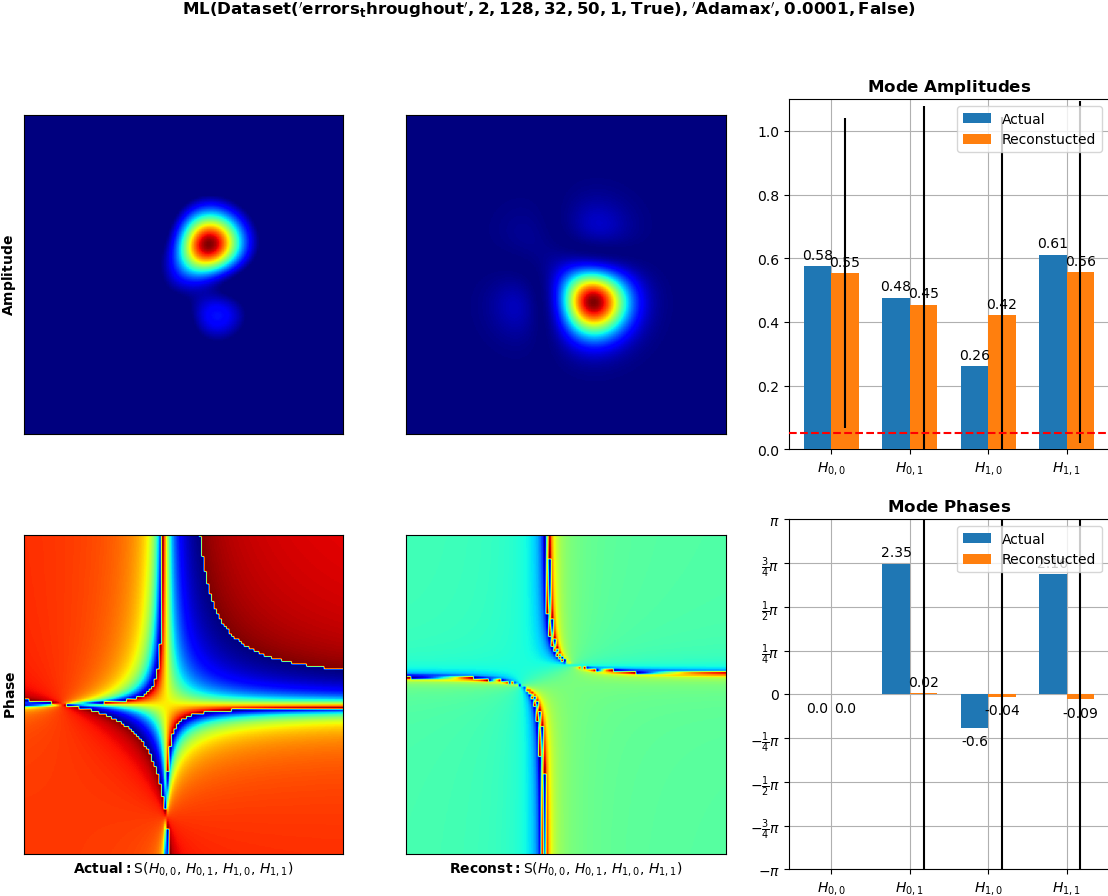 ML(Dataset('errors_throughout', 2, 128, 32, 50, 1, True), 'Adamax', 0.0001, False)
Amplitude
Mode Amplitudes
Actual
Reconstucted
1.0
0.8
0.6
0.4
0.2
0.0
0.58
0.55
0.48
0.45
0.26
0.42
0.61
0.56
H0,0
H0,1
H1,0
H1,1
Phase
Actual: S(H0,0, H0,1, H1,0, H1,1)
Reconst: S(H0,0, H0,1, H1,0, H1,1)
Mode Phases
Actual
Reconstucted
π
3/4π
1/2π
1/4π
0
−1/4π
−1/2π
−3/4π
−π
0.0
0.0
2.35
0.02
-0.6
-0.04
-0.09
H0,0
H0,1
H1,0
H1,1